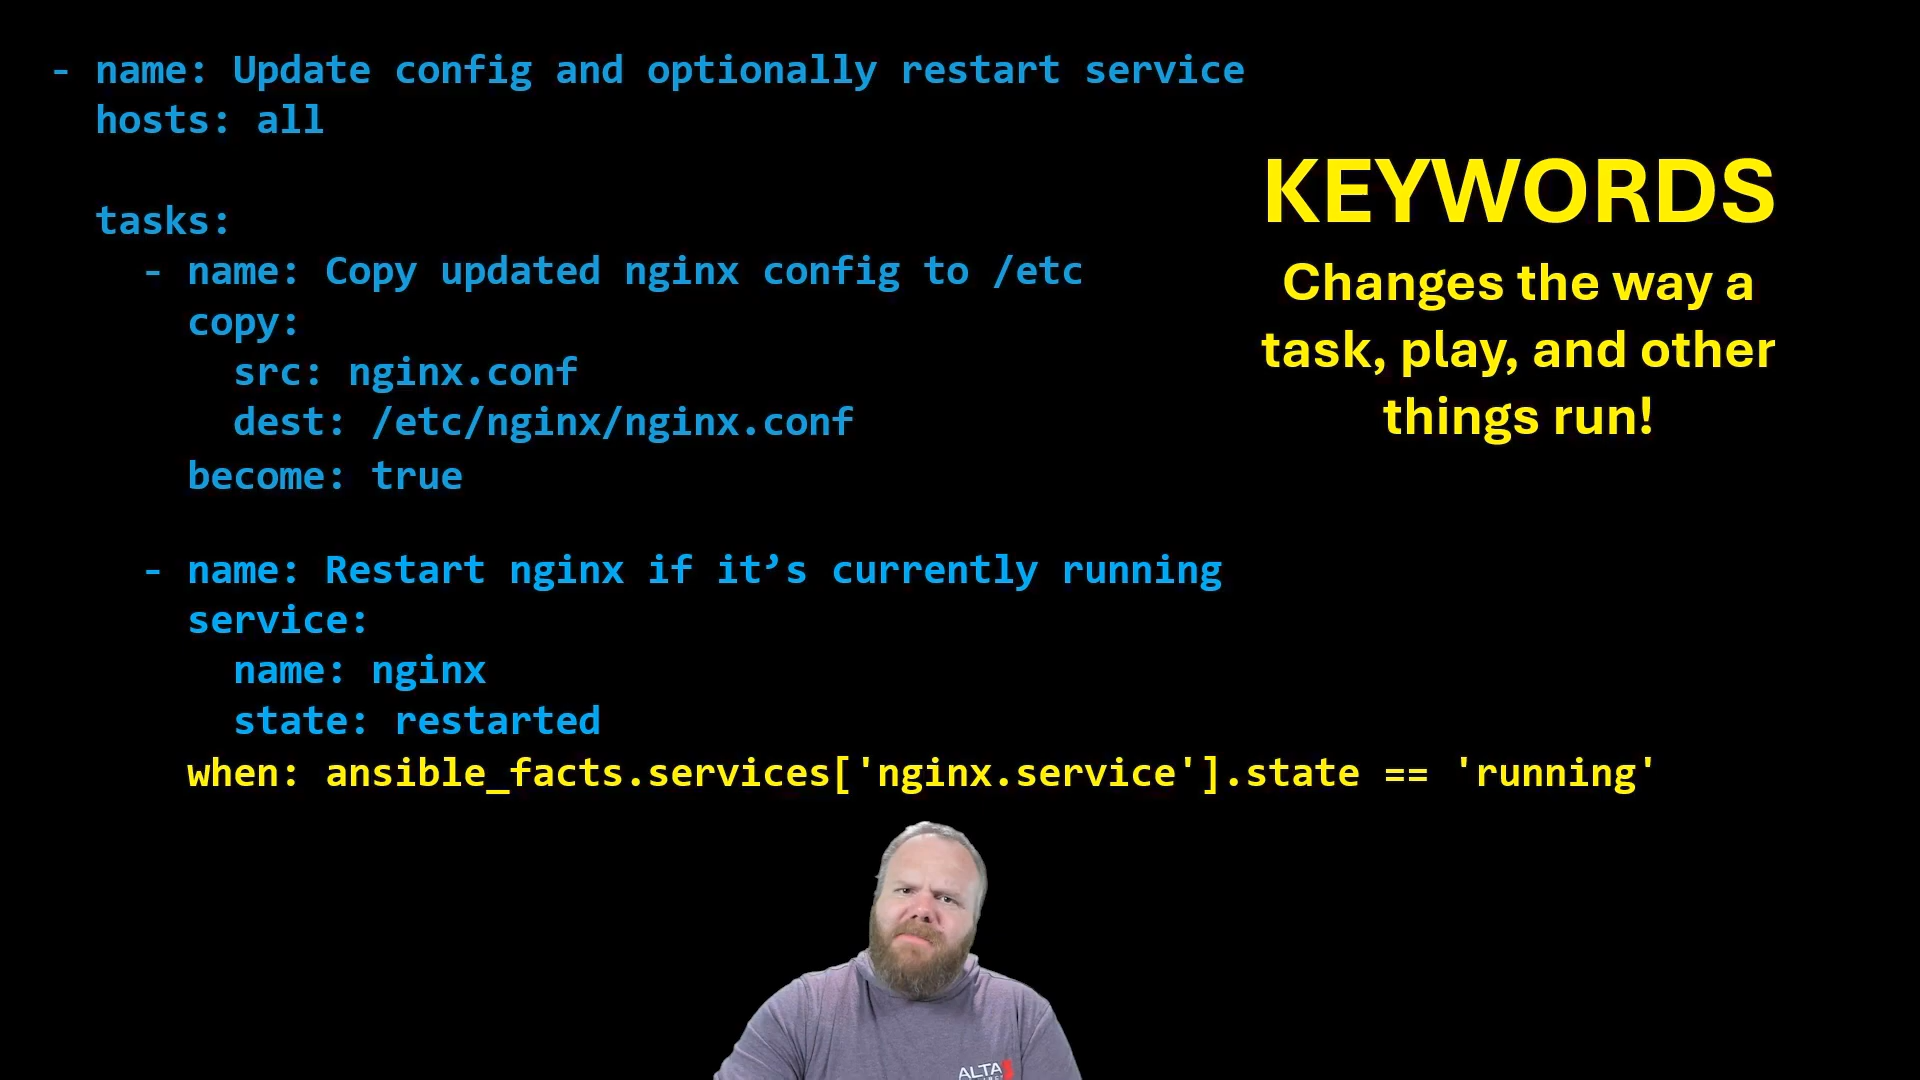 - name: Update config and optionally restart service
hosts: all
tasks:
- name: Copy updated nginx config to /etc
copy:
src: nginx.conf
dest: /etc/nginx/nginx.conf
become: true
- name: Restart nginx if it’s currently running
service:
name: nginx
state: restarted
when: ansible_facts.services['nginx.service'].state == 'running'
KEYWORDS
Changes the way a
task, play, and other
things run!
ALTA